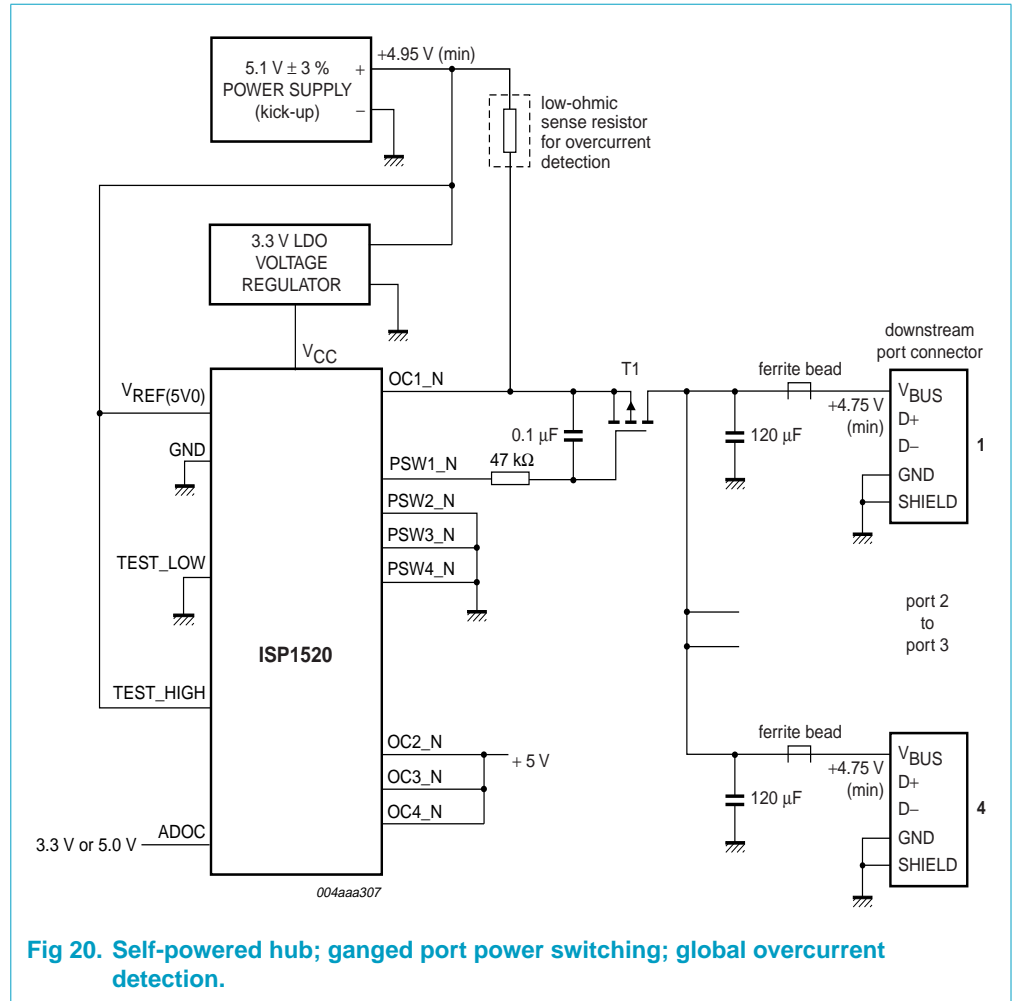 +4.95 V (min)
5.1 V ± 3 %
POWER SUPPLY
(kick-up)
+
−
low-ohmic
sense resistor
for overcurrent
detection
3.3 V LDO
VOLTAGE
REGULATOR
VCC
VREF(5V0)
GND
TEST_LOW
TEST_HIGH
ADOC
3.3 V or 5.0 V
ISP1520
OC1_N
PSW1_N
PSW2_N
PSW3_N
PSW4_N
OC2_N
OC3_N
OC4_N
+ 5 V
0.1 µF
47 kΩ
T1
120 µF
ferrite bead
+4.75 V
(min)
downstream
port connector
VBUS
D+
D−
GND
SHIELD
1
port 2
to
port 3
ferrite bead
+4.75 V
(min)
120 µF
VBUS
D+
D−
GND
SHIELD
4
004aaa307
Fig 20. Self-powered hub; ganged port power switching; global overcurrent
detection.